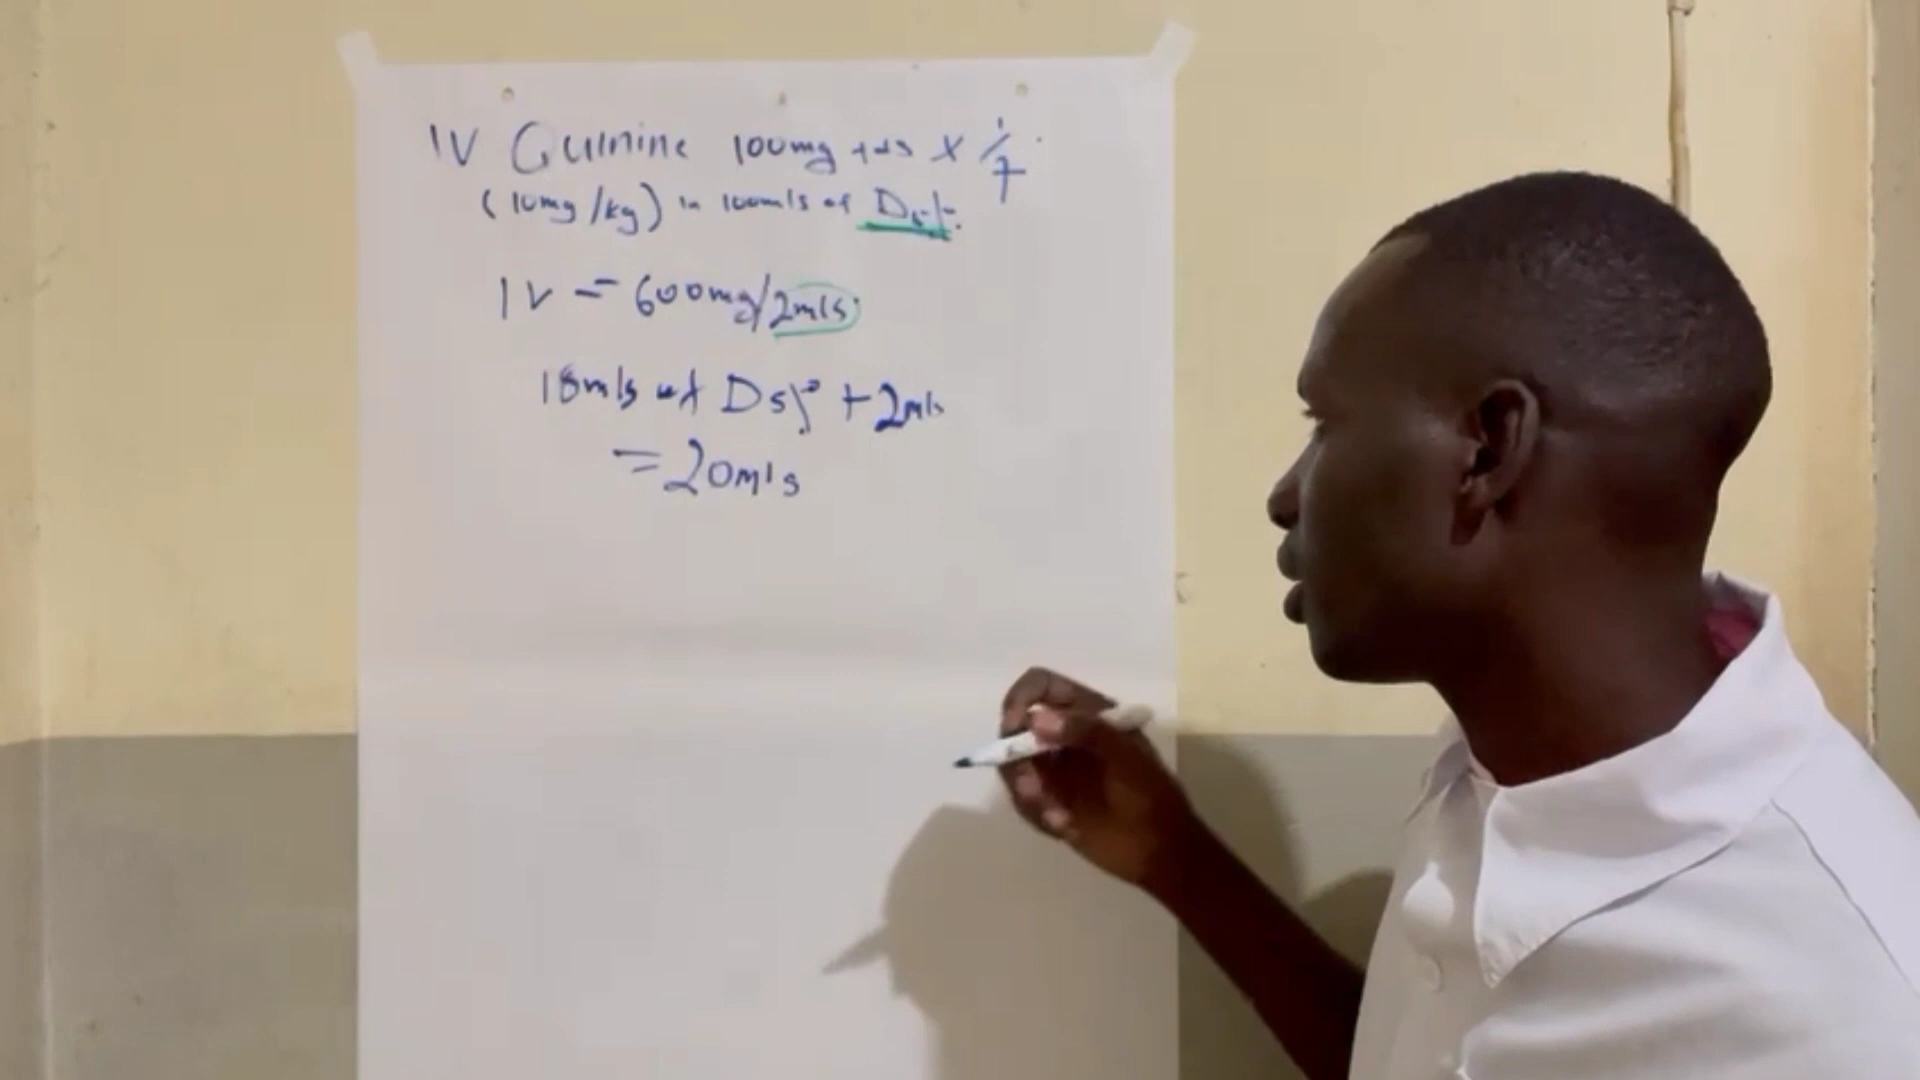 IV Quinine 100mg tds x 1/7
(10mg/kg) in 100mls of D5%.
IV = 600mg/2mls
18mls of D5% + 2mls
= 20mls